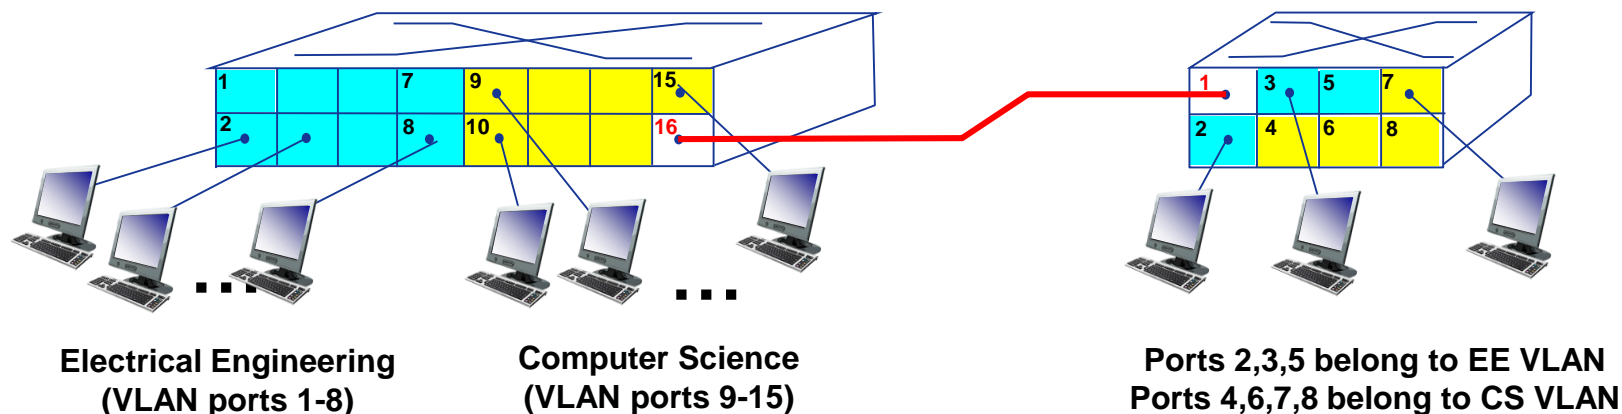 1 7 9 15
2 8 10 16
1 3 5 7
2 4 6 8
... ...
Electrical Engineering
(VLAN ports 1-8)
Computer Science
(VLAN ports 9-15)
Ports 2,3,5 belong to EE VLAN
Ports 4,6,7,8 belong to CS VLAN